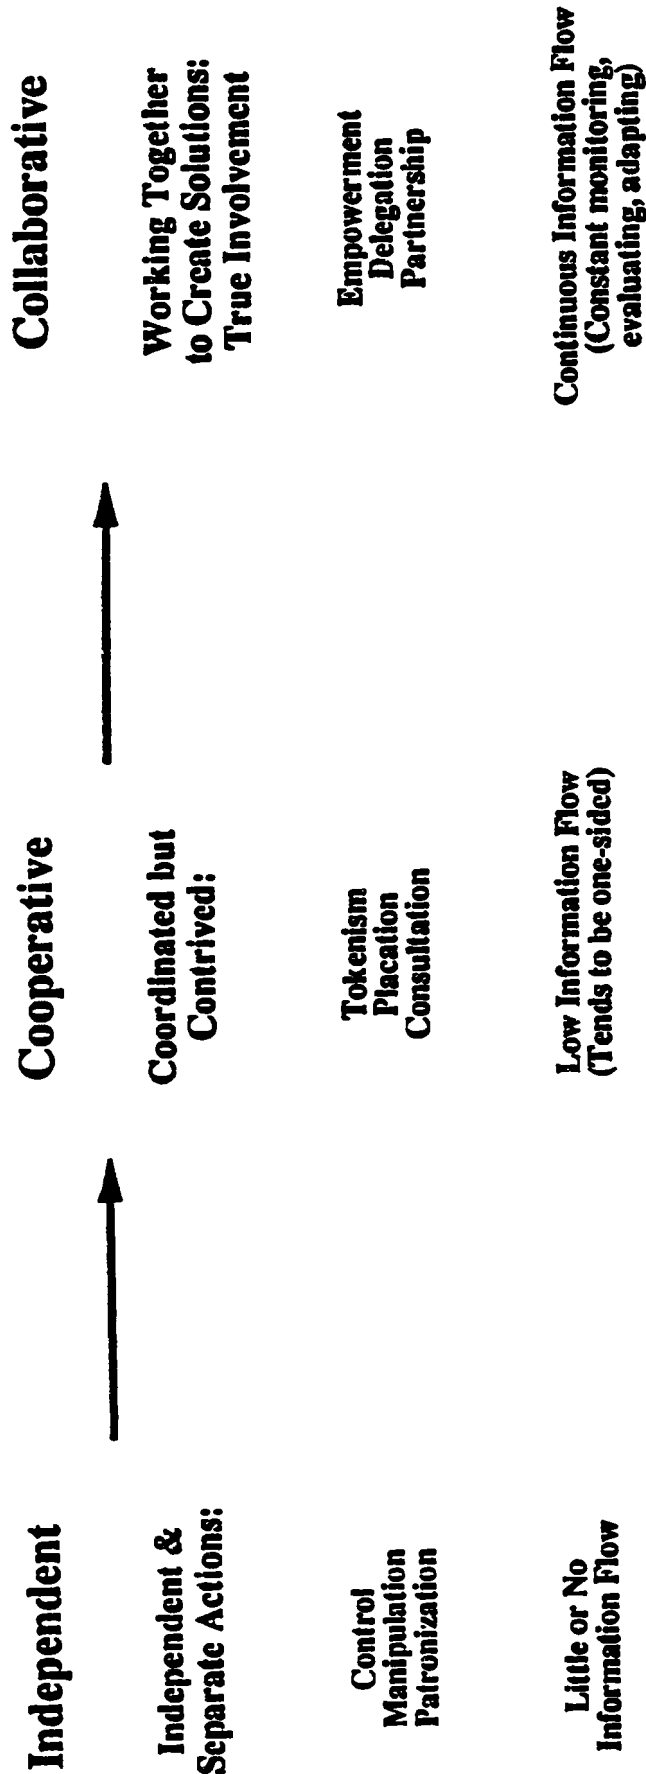 Independent
Independent &
Separate Actions:
Control
Manipulation
Patronization
Little or No
Information Flow
Cooperative
Coordinated but
Contrived:
Tokenism
Placation
Consultation
Low Information Flow
(Tends to be one-sided)
Collaborative
Working Together
to Create Solutions:
True Involvement
Empowerment
Delegation
Partnership
Continuous Information Flow
(Constant monitoring,
evaluating, adapting)